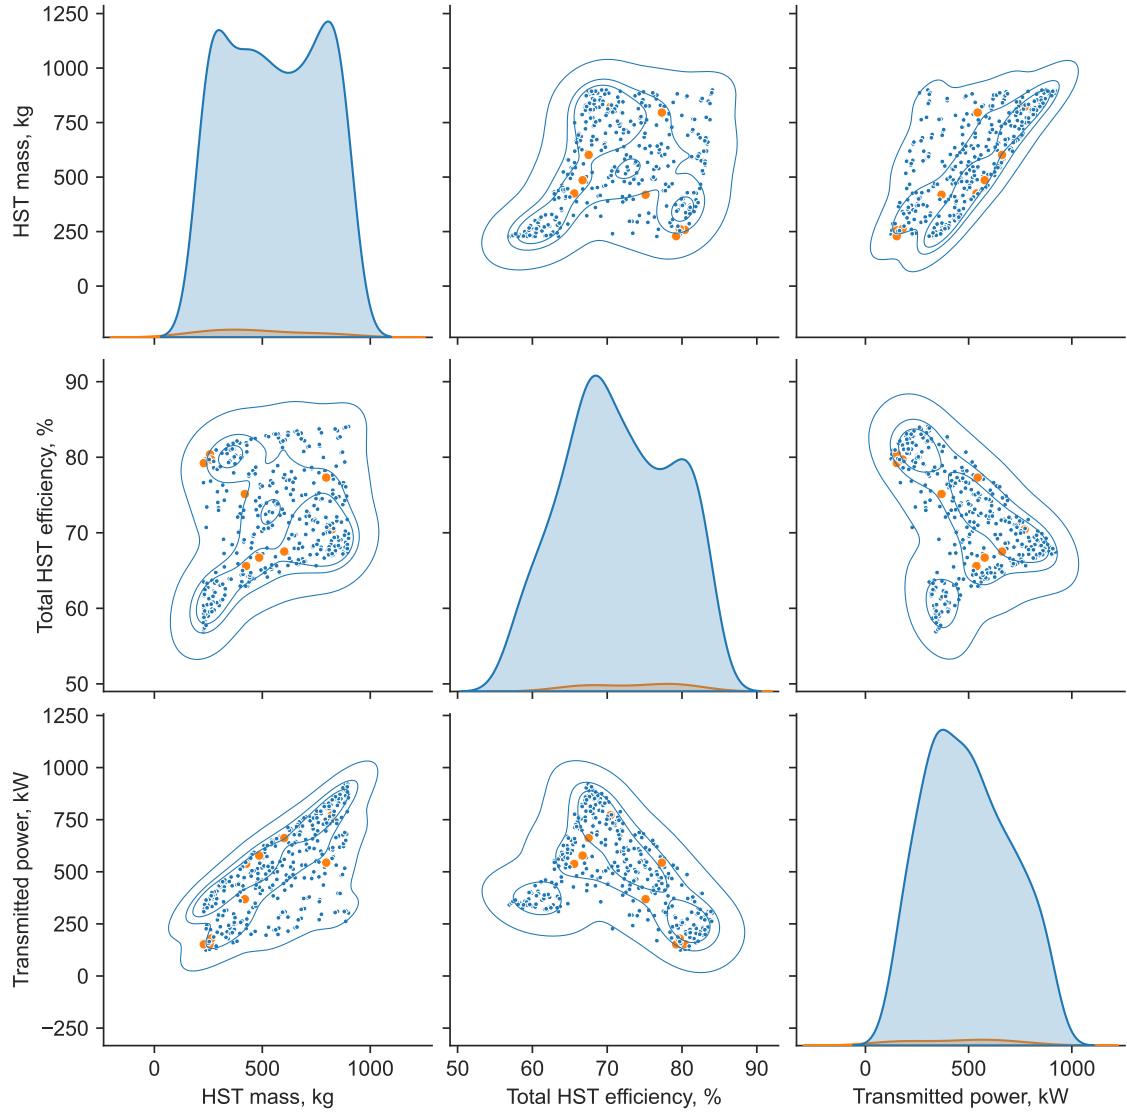 1250
1000
750
500
250
0
HST mass, kg
90
80
70
60
50
Total HST efficiency, %
1250
1000
750
500
250
0
−250
Transmitted power, kW
0 500 1000
HST mass, kg
50 60 70 80 90
Total HST efficiency, %
0 500 1000
Transmitted power, kW